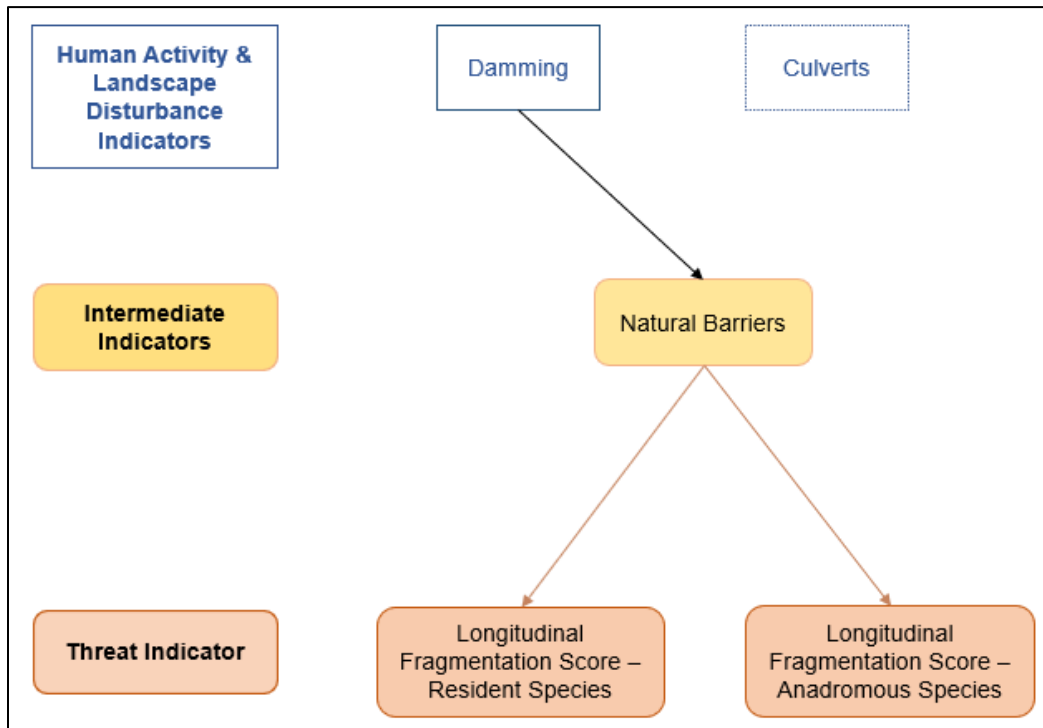 Human Activity &
Landscape
Disturbance
Indicators
Damming
Culverts
Intermediate
Indicators
Natural Barriers
Threat Indicator
Longitudinal
Fragmentation Score –
Resident Species
Longitudinal
Fragmentation Score –
Anadromous Species